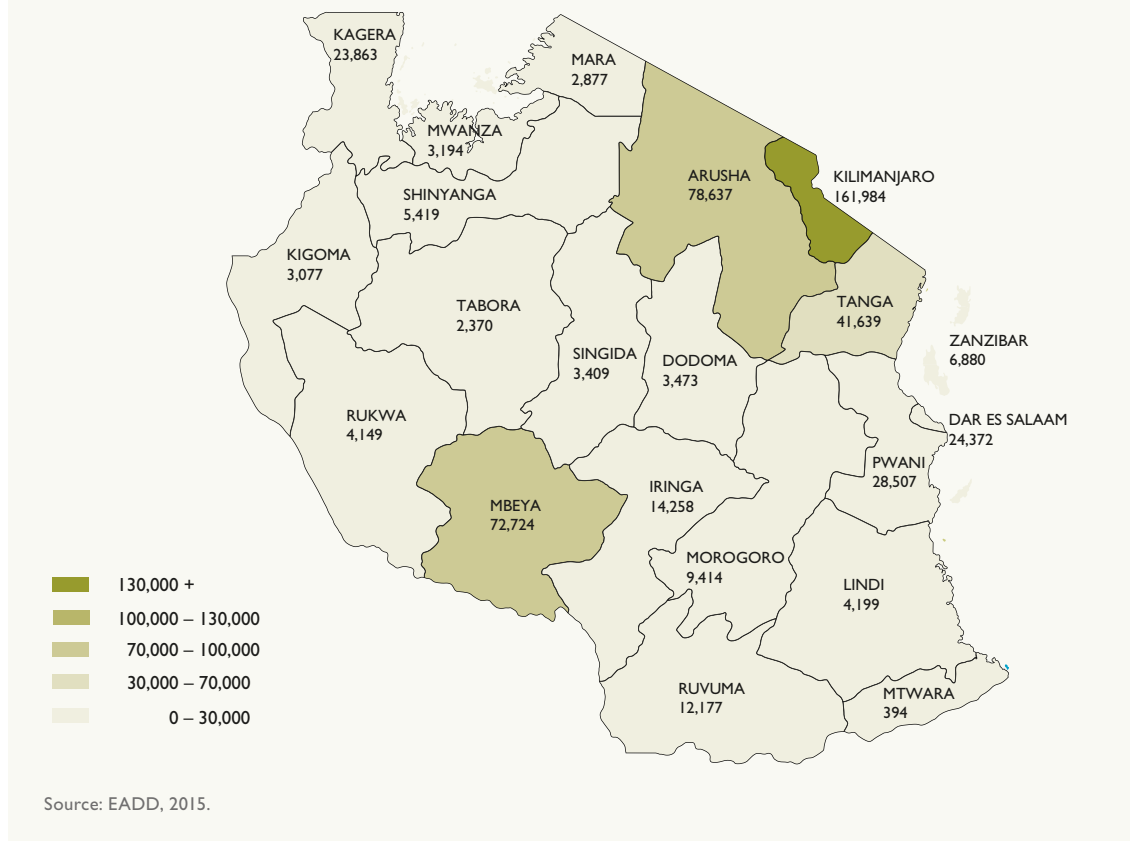 KAGERA
23,863
MARA
2,877
MWANZA
3,194
SHINYANGA
5,419
ARUSHA
78,637
KILIMANJARO
161,984
KIGOMA
3,077
TABORA
2,370
TANGA
41,639
SINGIDA
3,409
DODOMA
3,473
ZANZIBAR
6,880
RUKWA
4,149
DAR ES SALAAM
24,372
PWANI
28,507
MBEYA
72,724
IRINGA
14,258
MOROGORO
9,414
LINDI
4,199
RUVUMA
12,177
MTWARA
394
130,000 +
100,000 – 130,000
70,000 – 100,000
30,000 – 70,000
0 – 30,000
Source: EADD, 2015.